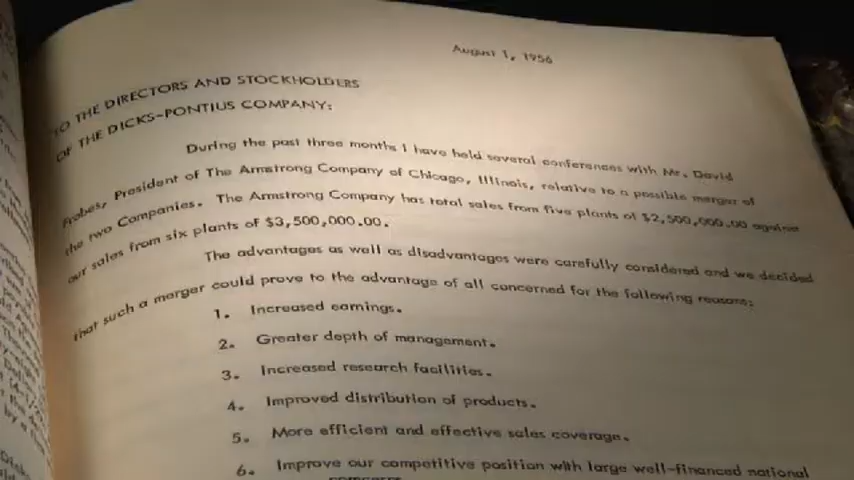 August 1, 1956
TO THE DIRECTORS AND STOCKHOLDERS
OF THE DICKS-PONTIUS COMPANY:
During the past three months I have held several conferences with Mr. David
Frobes, President of The Armstrong Company of Chicago, Illinois, relative to a possible merger of
the two Companies. The Armstrong Company has total sales from five plants of $2,500,000.00 against
our sales from six plants of $3,500,000.00.
The advantages as well as disadvantages were carefully considered and we decided
that such a merger could prove to the advantage of all concerned for the following reasons:
1. Increased earnings.
2. Greater depth of management.
3. Increased research facilities.
4. Improved distribution of products.
5. More efficient and effective sales coverage.
6. Improve our competitive position with large well-financed national